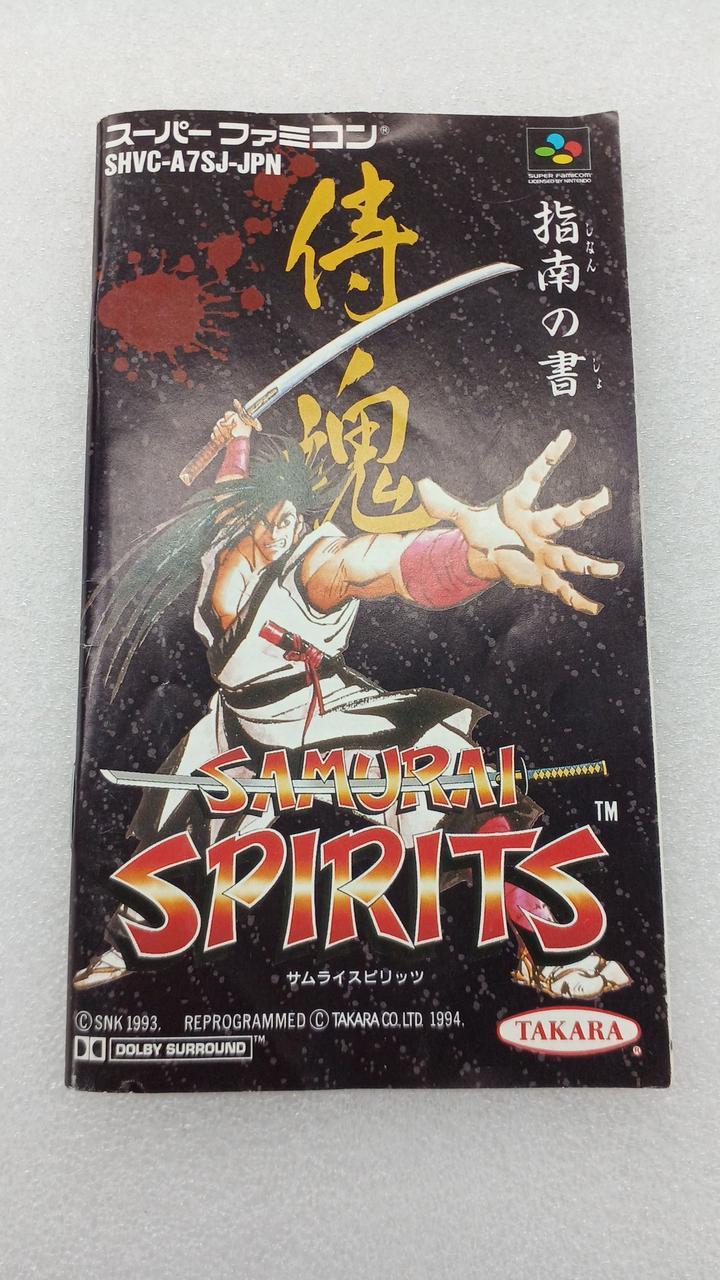 スーパーファミコン®
SHVC-A7SJ-JPN
SUPER FAMICOM
LICENSED BY NINTENDO
侍魂
指南の書
しなん
しょ
SAMURAI
SPIRITS
TM
サムライスピリッツ
©SNK 1993. REPROGRAMMED © TAKARA CO.LTD. 1994.
DOLBY SURROUND™
TAKARA®